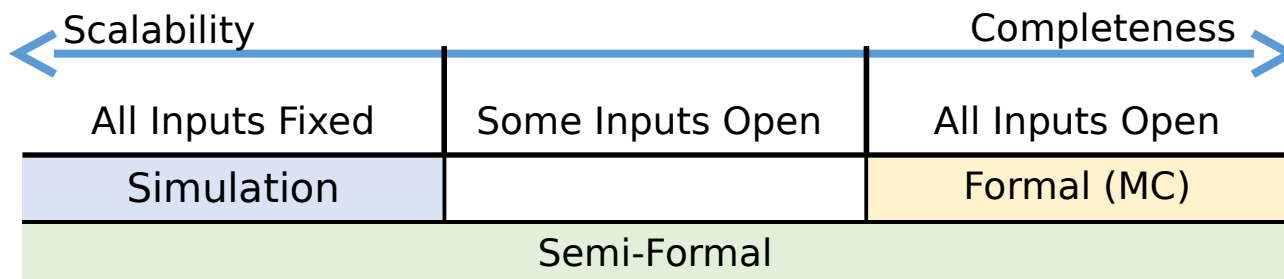 Scalability Completeness
All Inputs Fixed Some Inputs Open All Inputs Open
Simulation Formal (MC)
Semi-Formal